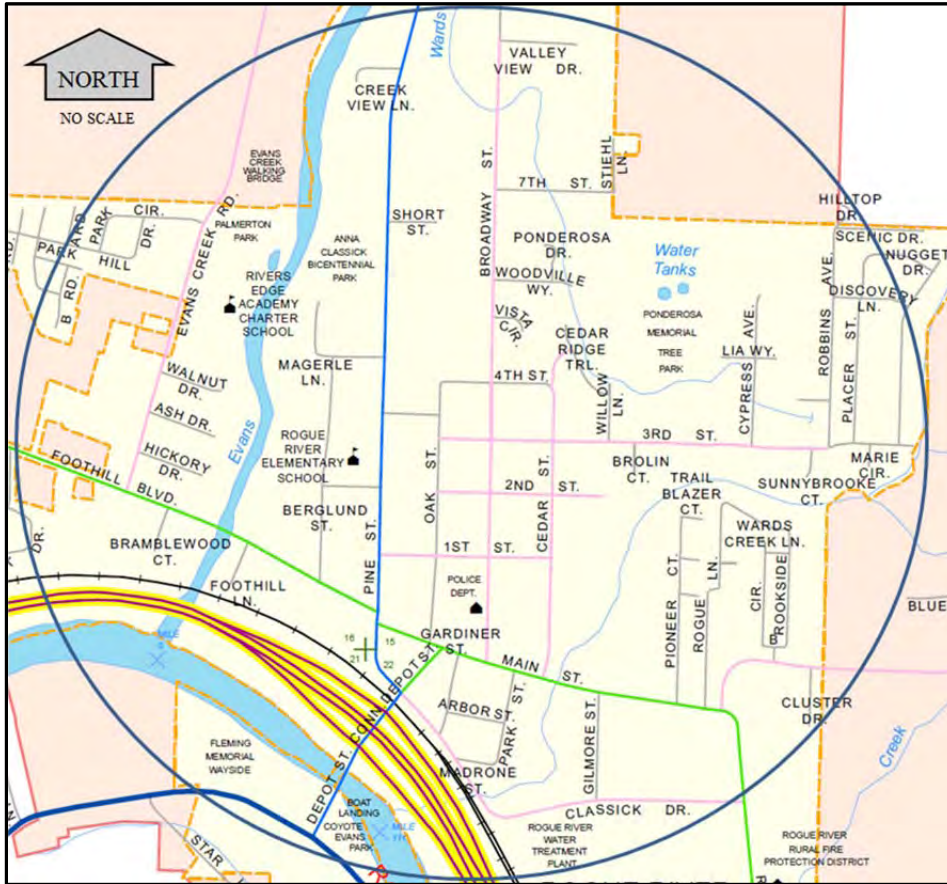 NORTH
NO SCALE
Wards
VALLEY
VIEW DR.
CREEK
VIEW LN.
EVANS
CREEK
WALKING
BRIDGE
BROADWAY ST.
7TH ST.
STIEHL
LN.
HILLTOP
DR.
SCENIC DR.
NUGGET
DR.
DISCOVERY
LN.
CIR.
PARK
DR.
PARK
HILL
B RD.
EVANS CREEK RD.
PALMERTON
PARK
ANNA
CLASSICK
BICENTENNIAL
PARK
SHORT
ST.
PONDEROSA
DR.
WOODVILLE
WY.
Water
Tanks
RIVERS
EDGE
ACADEMY
CHARTER
SCHOOL
VISTA
CIR.
PONDEROSA
MEMORIAL
TREE
PARK
CEDAR
RIDGE
TRL.
LIA WY.
CYPRESS AVE.
ROBBINS AVE.
PLACER ST.
MAGERLE
LN.
4TH ST.
WILLOW
LN.
WALNUT
DR.
ASH DR.
HICKORY
DR.
Evans
ROGUE
RIVER
ELEMENTARY
SCHOOL
OAK ST.
3RD ST.
BROLIN
CT.
MARIE
CIR.
SUNNYBROOKE
CT.
TRAIL
BLAZER
CT.
2ND ST.
CEDAR ST.
FOOTHILL BLVD.
BERGLUND
ST.
WARDS
CREEK LN.
BRAMBLEWOOD
CT.
DR.
PINE ST.
1ST ST.
FOOTHILL
LN.
POLICE
DEPT.
PIONEER CT.
ROGUE LN.
CIR.
ROOKSIDE
B
BLUE
16 15
21 22
GARDINER
ST.
MAIN ST.
MILE
CONN. DEPOT ST.
DEPOT ST.
ARBOR ST.
PARK ST.
GILMORE ST.
CLUSTER
DR.
Creek
FLEMING
MEMORIAL
WAYSIDE
MADRONE
ST.
CLASSICK DR.
BOAT
LANDING
COYOTE
EVANS
PARK
MILE
STAR
ROGUE RIVER
WATER
TREATMENT
PLANT
ROGUE RIVER
RURAL FIRE
PROTECTION DISTRICT